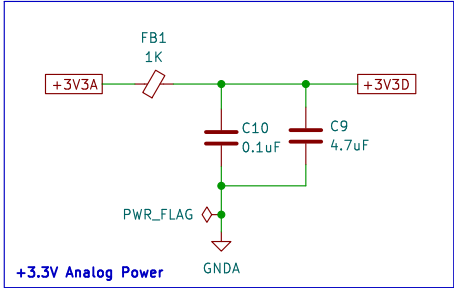 FB1
1K
+3V3A
+3V3D
C10
0.1uF
C9
4.7uF
PWR_FLAG
GNDA
+3.3V Analog Power